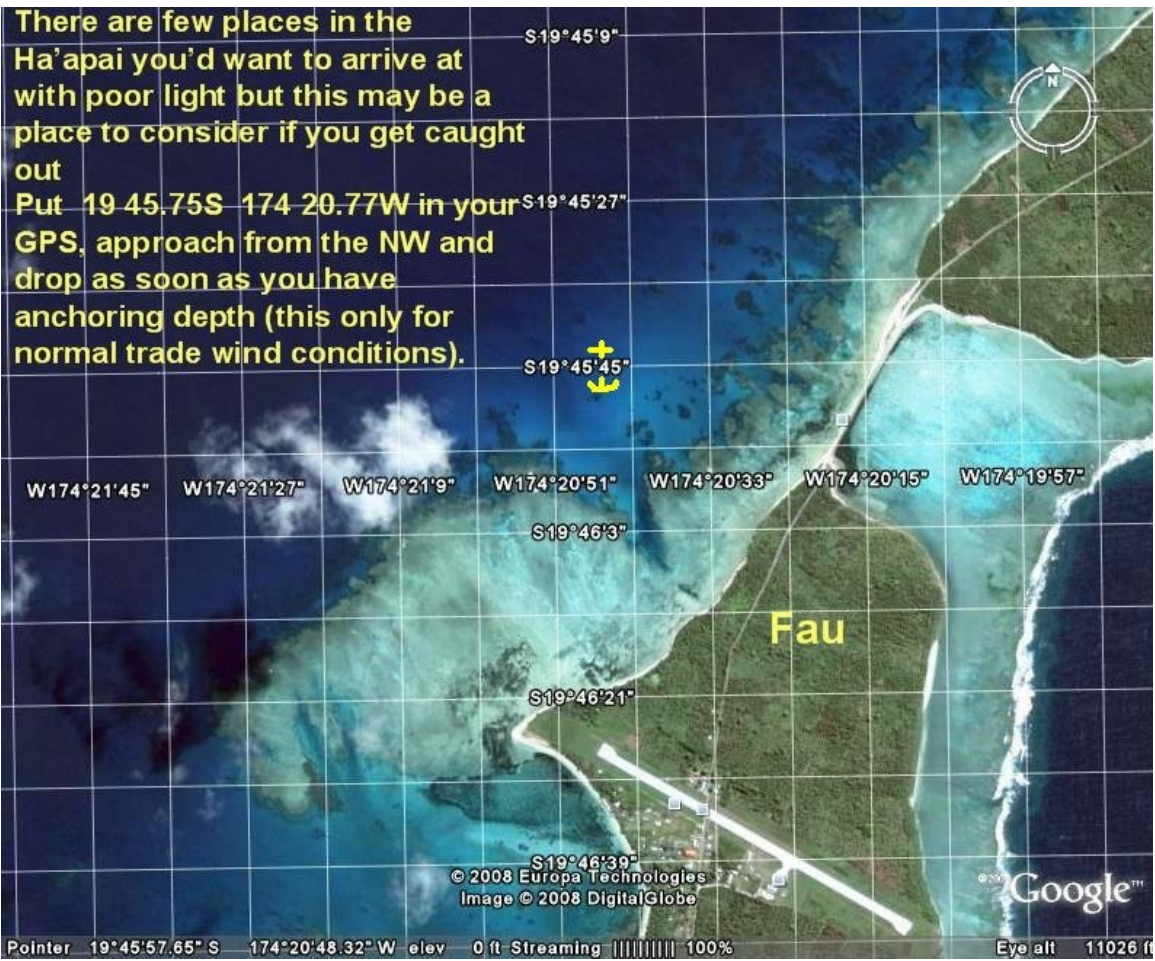 There are few places in the
Ha'apai you'd want to arrive at
with poor light but this may be a
place to consider if you get caught
out
Put 19 45.75S 174 20.77W in your
GPS, approach from the NW and
drop as soon as you have
anchoring depth (this only for
normal trade wind conditions).
S19°45'9"
N
S19°45'27"
S19°45'45"
W174°21'45" W174°21'27" W174°21'9" W174°20'51" W174°20'33" W174°20'15" W174°19'57"
S19°46'3"
Fau
S19°46'21"
S19°46'39"
© 2008 Europa Technologies
Image © 2008 DigitalGlobe
Google™
Pointer 19°45'57.65" S 174°20'48.32" W elev 0 ft Streaming |||||||||| 100% Eye alt 11026 ft